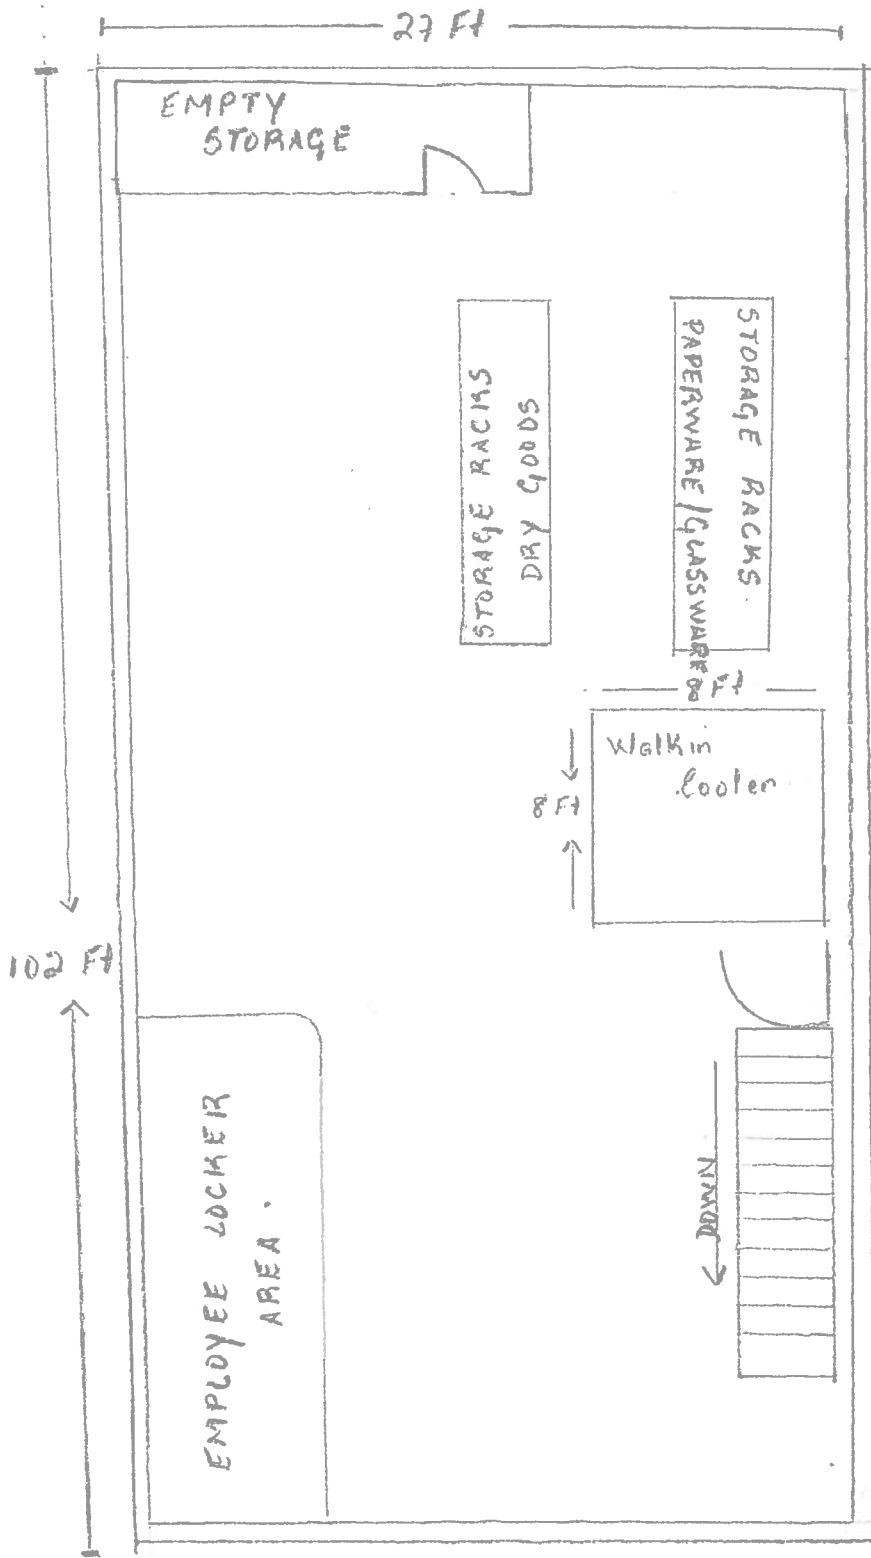 27 Ft
EMPTY
STORAGE
STORAGE RACKS
DRY GOODS
STORAGE RACKS
PAPERWARE/GLASSWARE
8 Ft
Walkin
Cooler
8 Ft
102 Ft
EMPLOYEE LOCKER
AREA.
DOWN